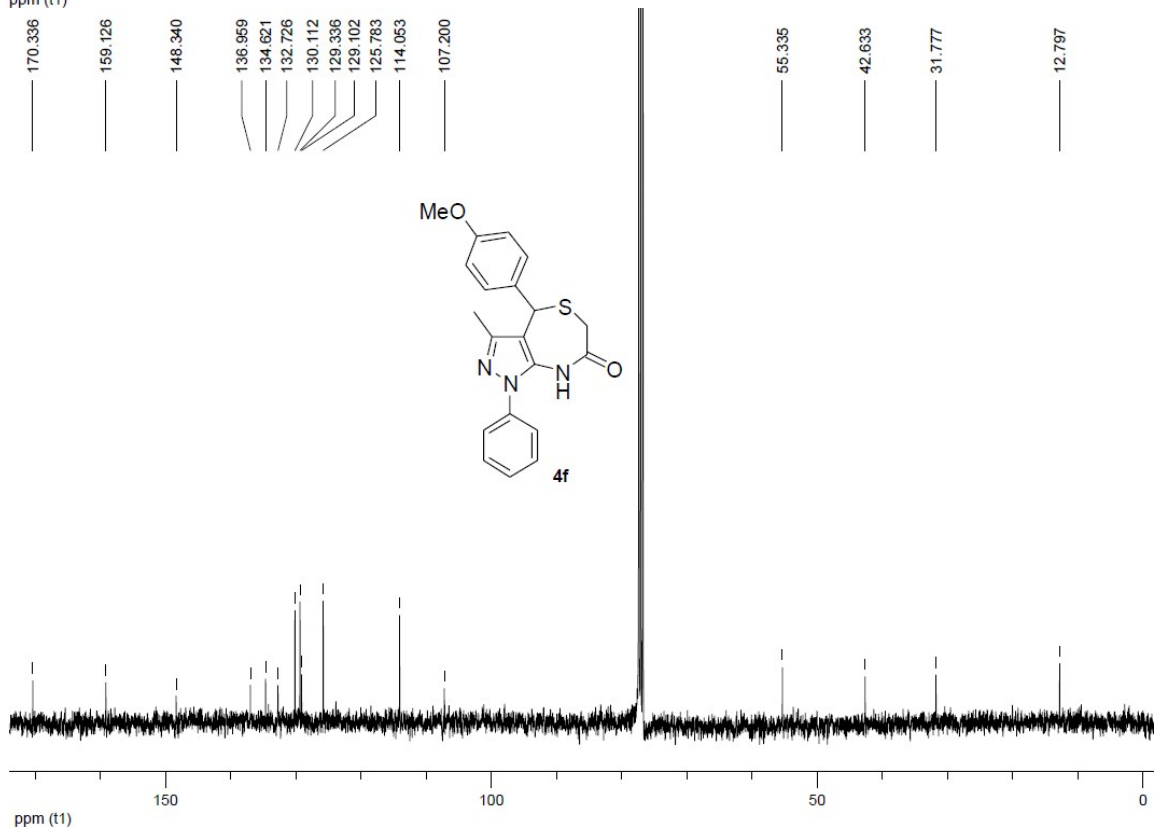 ppm (t1)
170.336
159.126
148.340
136.959
134.621
132.726
130.112
129.336
129.102
125.783
114.053
107.200
55.335
42.633
31.777
12.797
MeO
S
N
N
N
H
O
4f
150
100
50
0
ppm (t1)